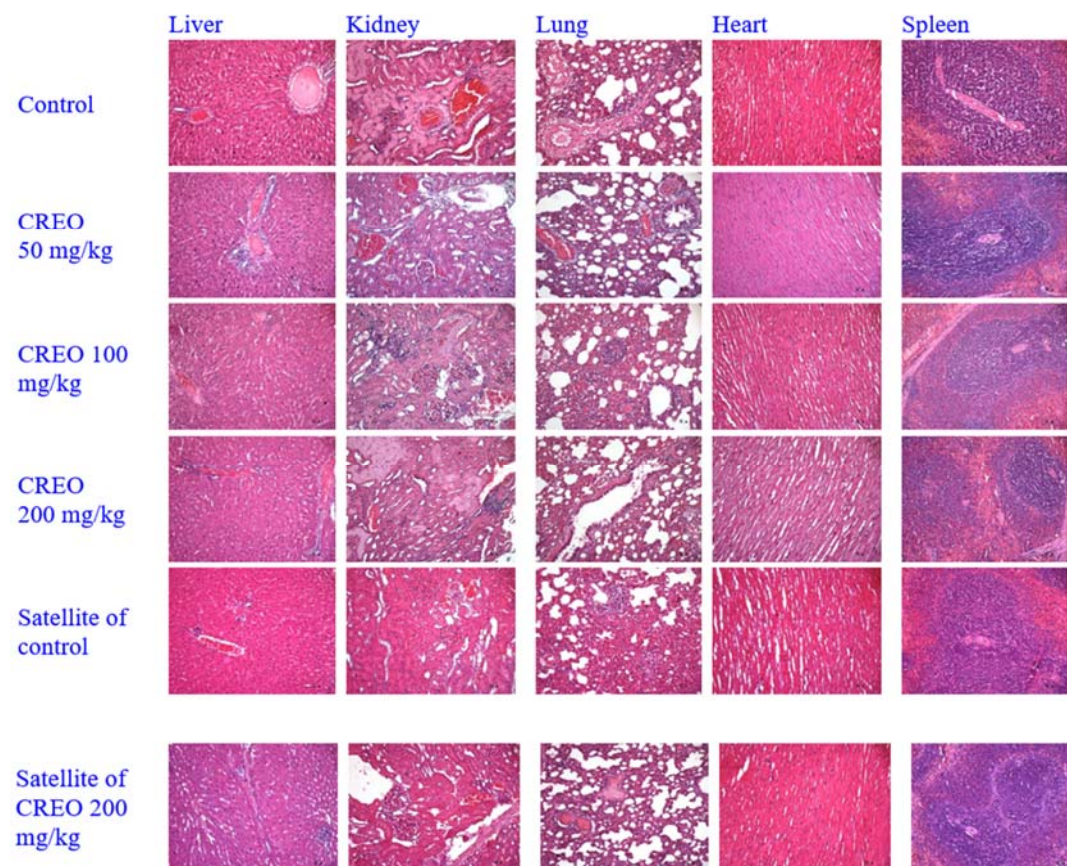 Liver Kidney Lung Heart Spleen
Control
CREO
50 mg/kg
CREO 100
mg/kg
CREO
200 mg/kg
Satellite of
control
Satellite of
CREO 200
mg/kg